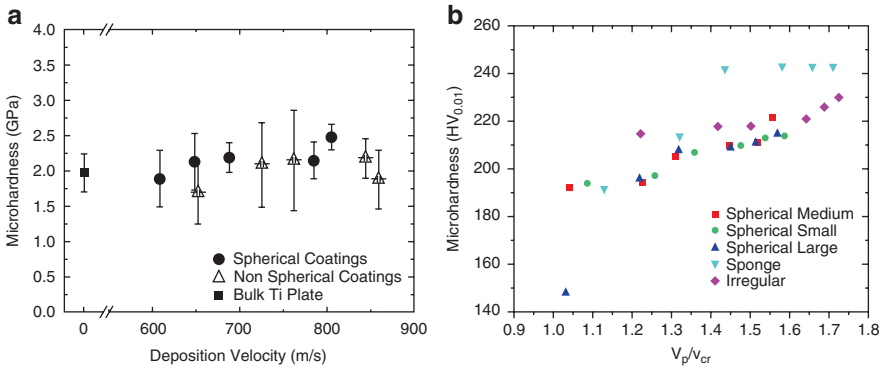 a
Microhardness (GPa)
4.0
3.5
3.0
2.5
2.0
1.5
1.0
0.5
0.0
Spherical Coatings
Non Spherical Coatings
Bulk Ti Plate
0 600 700 800 900
Deposition Velocity (m/s)
b
Microhardness (HV0.01)
260
240
220
200
180
160
140
Spherical Medium
Spherical Small
Spherical Large
Sponge
Irregular
0.9 1.0 1.1 1.2 1.3 1.4 1.5 1.6 1.7 1.8
Vp/vcr